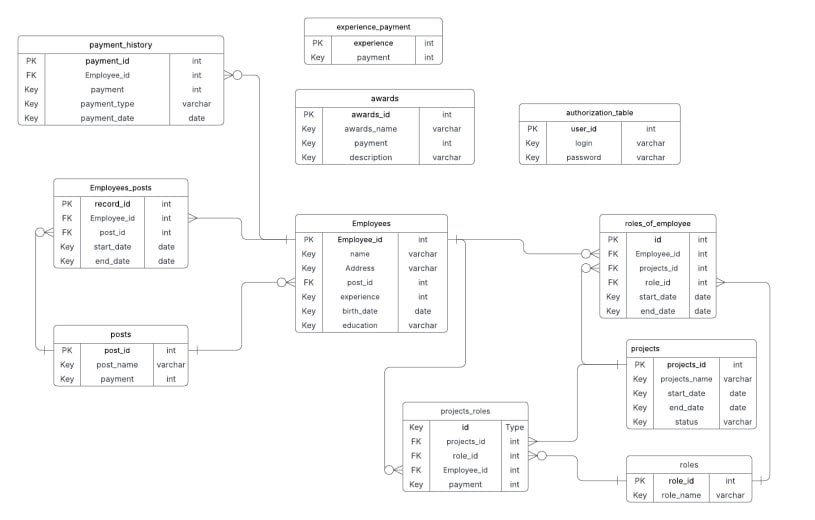 experience_payment
PK experience int
Key payment int
payment_history
PK payment_id int
FK Employee_id int
Key payment int
Key payment_type varchar
Key payment_date date
awards
PK awards_id int
Key awards_name varchar
Key payment int
Key description varchar
authorization_table
PK user_id int
Key login varchar
Key password varchar
Employees_posts
PK record_id int
FK Employee_id int
FK post_id int
Key start_date date
Key end_date date
Employees
PK Employee_id int
Key name varchar
Key Address varchar
FK post_id int
Key experience int
Key birth_date date
Key education varchar
roles_of_employee
PK id int
FK Employee_id int
FK projects_id int
FK role_id int
Key start_date date
Key end_date date
posts
PK post_id int
Key post_name varchar
Key payment int
projects
PK projects_id int
Key projects_name varchar
Key start_date date
Key end_date date
Key status varchar
projects_roles
Key id Type
FK projects_id int
FK role_id int
FK Employee_id int
Key payment int
roles
PK role_id int
Key role_name varchar